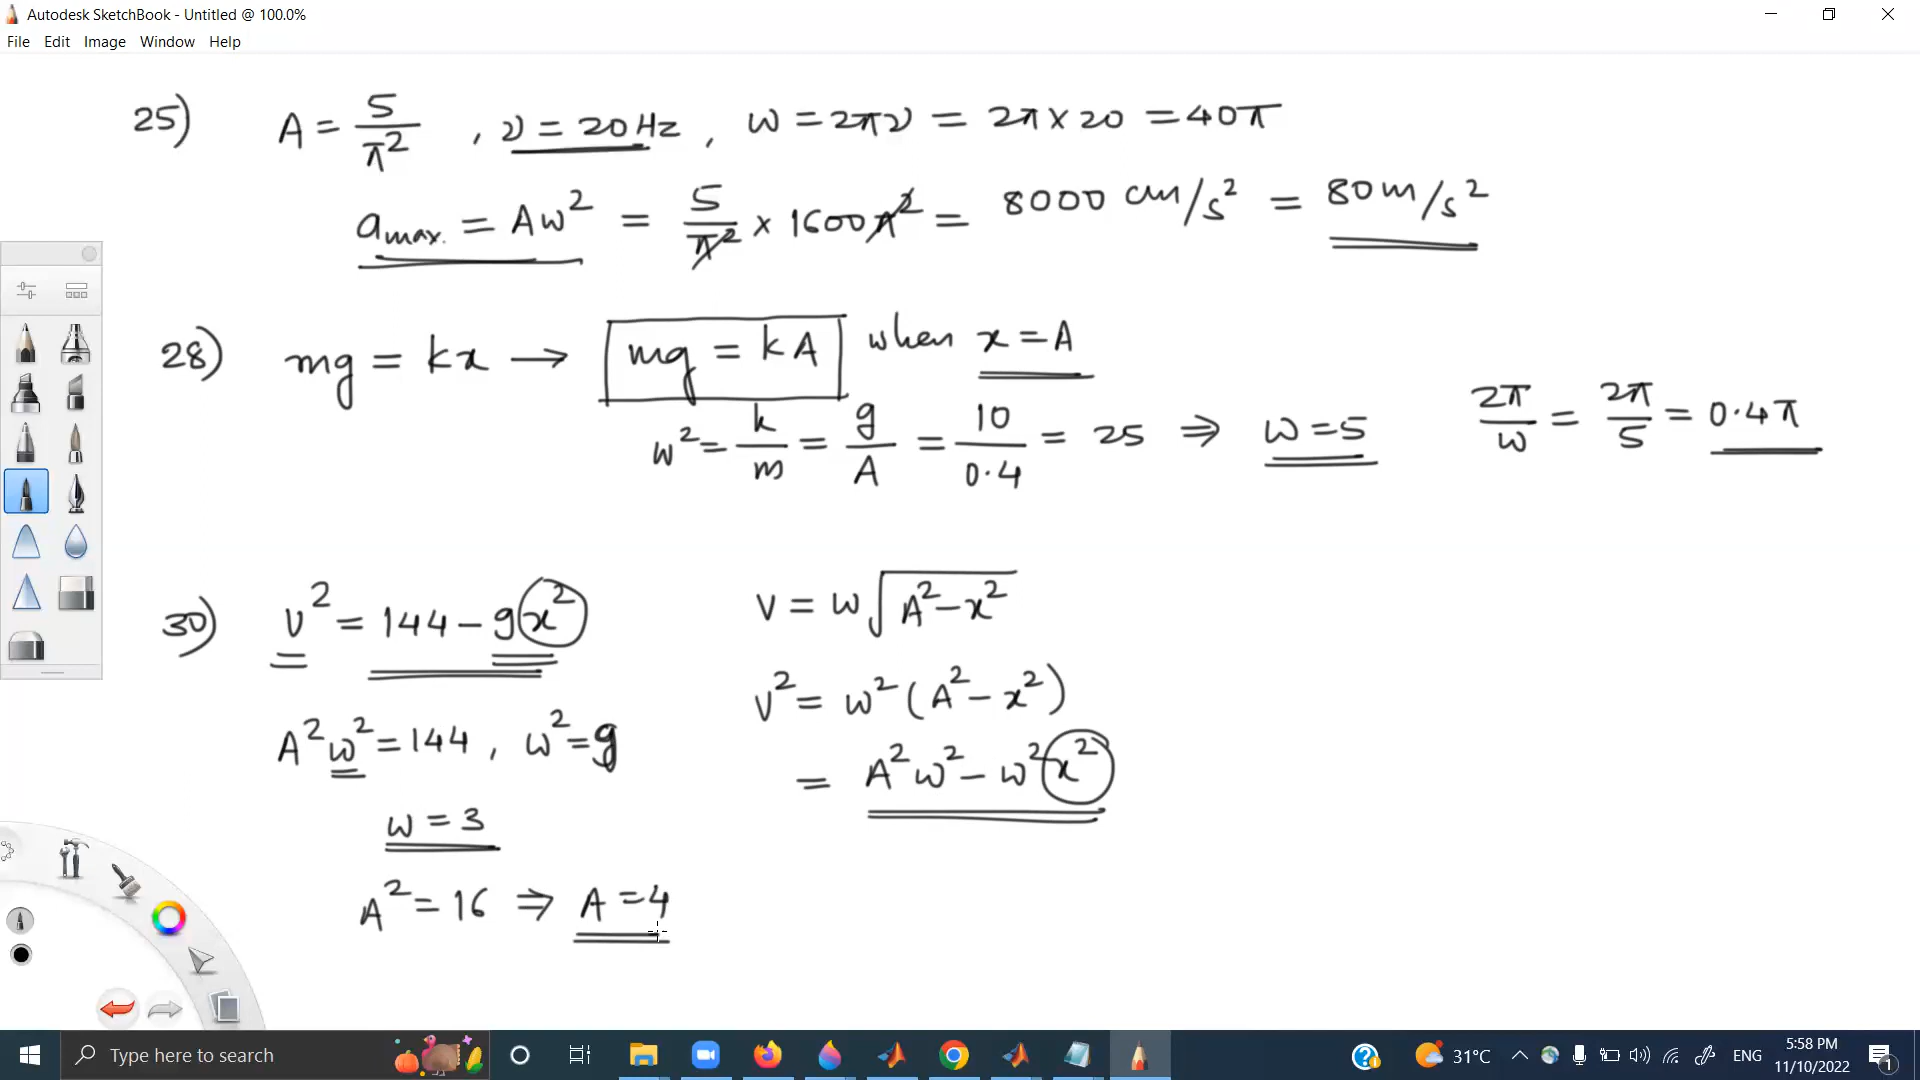 Autodesk SketchBook - Untitled @ 100.0%
File Edit Image Window Help
25) A = 5/π² , ν = 20 Hz , ω = 2πν = 2π × 20 = 40π
a max. = Aω² = 5/π² × 1600π² = 8000 cm/s² = 80 m/s²
28) mg = kx → mg = kA when x = A
ω² = k/m = g/A = 10/0.4 = 25 ⇒ ω = 5
2π/ω = 2π/5 = 0.4π
30) v² = 144 – 9x²
A²ω² = 144 , ω² = 9
ω = 3
A² = 16 ⇒ A = 4
v = ω√(A² – x²)
v² = ω² (A² – x²)
= A²ω² – ω²x²
Type here to search
31°C
ENG
5:58 PM
11/10/2022
1